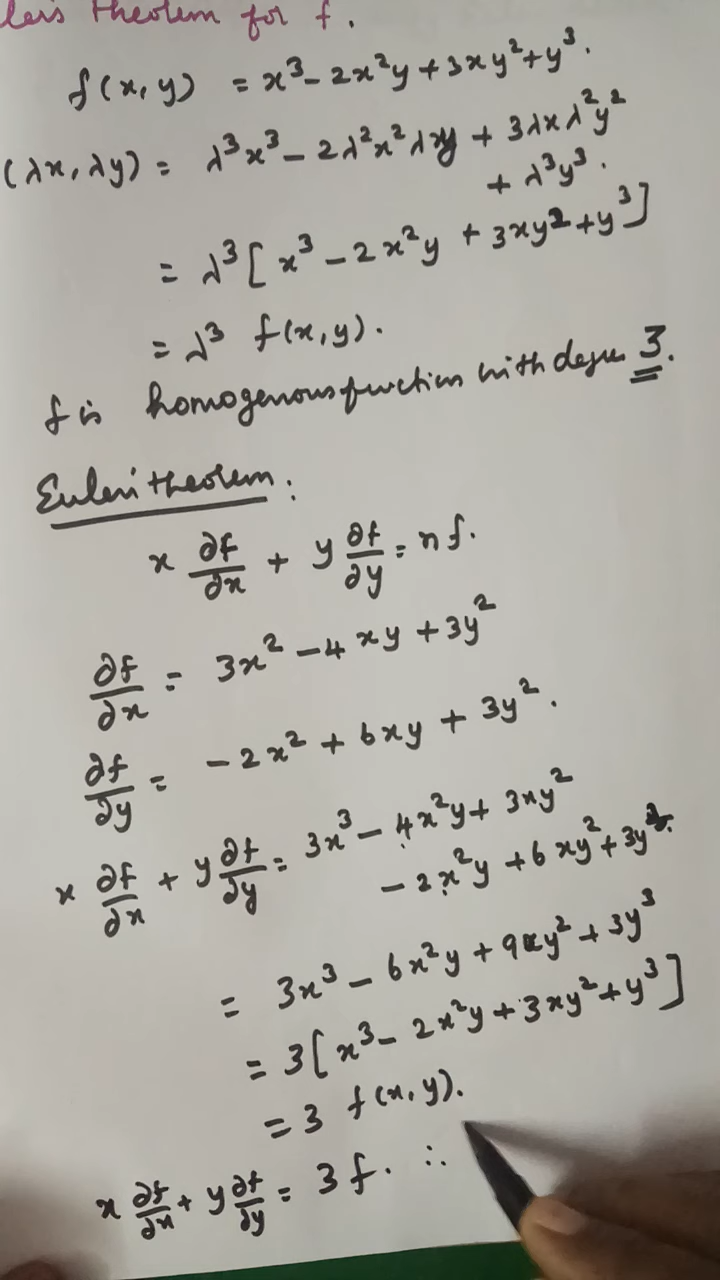 theorem for f.
f(x,y) = x³ - 2x²y + 3xy² + y³.
(λx, λy) = λ³x³ - 2λ²x²λy + 3λxλ²y²
+ λ³y³.
= λ³[x³ - 2x²y + 3xy² + y³]
= λ³ f(x,y).
f is homogenous function with degree 3.
Euler's theorem:
x ∂f/∂x + y ∂f/∂y = nf.
∂f/∂x = 3x² - 4xy + 3y²
∂f/∂y = -2x² + 6xy + 3y².
x ∂f/∂x + y ∂f/∂y = 3x³ - 4x²y + 3xy²
- 2x²y + 6xy² + 3y³.
= 3x³ - 6x²y + 9xy² + 3y³
= 3[x³ - 2x²y + 3xy² + y³]
= 3 f(x,y).
x ∂f/∂x + y ∂f/∂y = 3f. ∴